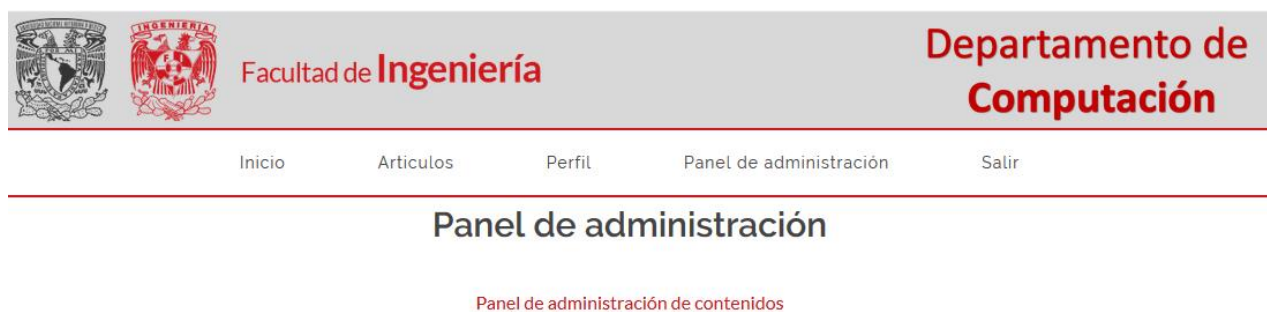 INGENIERIA
Facultad de Ingeniería
Departamento de
Computación
Inicio Articulos Perfil Panel de administración Salir
Panel de administración
Panel de administración de contenidos